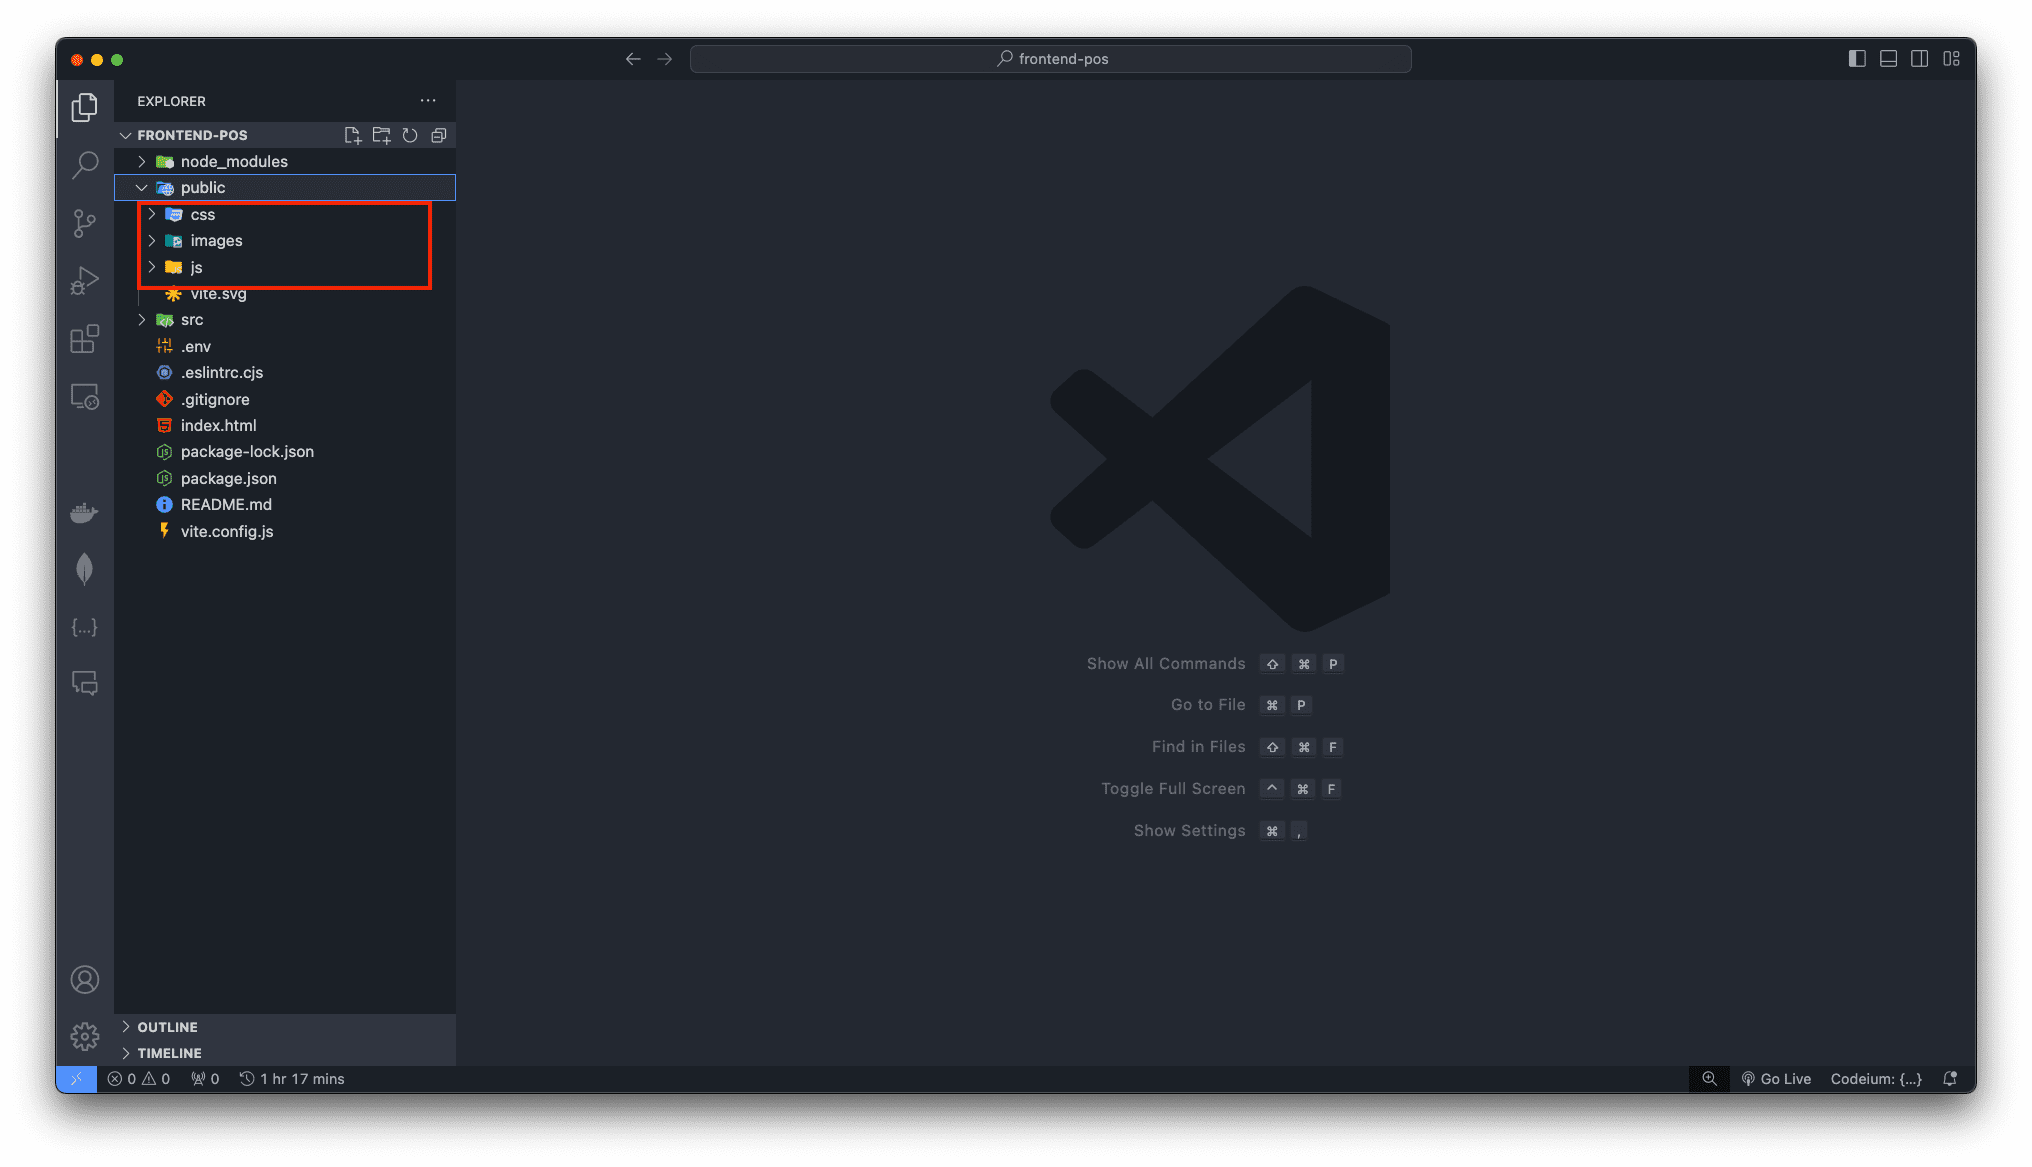 frontend-pos
EXPLORER
FRONTEND-POS
node_modules
public
css
images
js
vite.svg
src
.env
.eslintrc.cjs
.gitignore
index.html
package-lock.json
package.json
README.md
vite.config.js
Show All Commands ⇧ ⌘ P
Go to File ⌘ P
Find in Files ⇧ ⌘ F
Toggle Full Screen ^ ⌘ F
Show Settings ⌘ ,
OUTLINE
TIMELINE
0 0 0 1 hr 17 mins Go Live Codeium: {...}